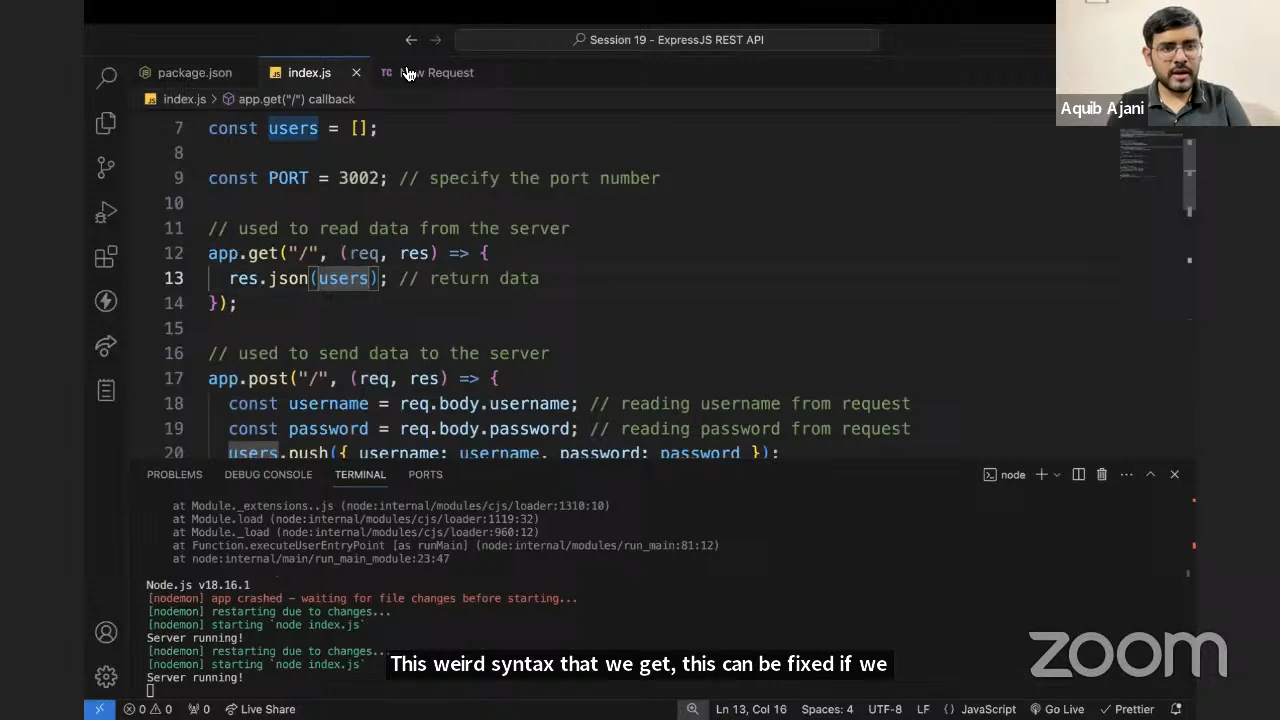 Session 19 - ExpressJS REST API
Aquib Ajani
package.json
index.js
TC
Request
index.js > app.get("/") callback
7 const users = [];
8
9 const PORT = 3002; // specify the port number
10
11 // used to read data from the server
12 app.get("/", (req, res) => {
13 res.json(users); // return data
14 });
15
16 // used to send data to the server
17 app.post("/", (req, res) => {
18 const username = req.body.username; // reading username from request
19 const password = req.body.password; // reading password from request
20 users.push({ username: username, password: password });
PROBLEMS DEBUG CONSOLE TERMINAL PORTS
node
at Module._extensions..js (node:internal/modules/cjs/loader:1310:10)
at Module.load (node:internal/modules/cjs/loader:1119:32)
at Module._load (node:internal/modules/cjs/loader:960:12)
at Function.executeUserEntryPoint [as runMain] (node:internal/modules/run_main:81:12)
at node:internal/main/run_main_module:23:47
Node.js v18.16.1
[nodemon] app crashed - waiting for file changes before starting...
[nodemon] restarting due to changes...
[nodemon] starting `node index.js`
Server running!
[nodemon] restarting due to changes...
[nodemon] starting `node index.js`
Server running!
This weird syntax that we get, this can be fixed if we
zoom
0 0 0 Live Share
Ln 13, Col 16 Spaces: 4 UTF-8 LF {} JavaScript Go Live Prettier